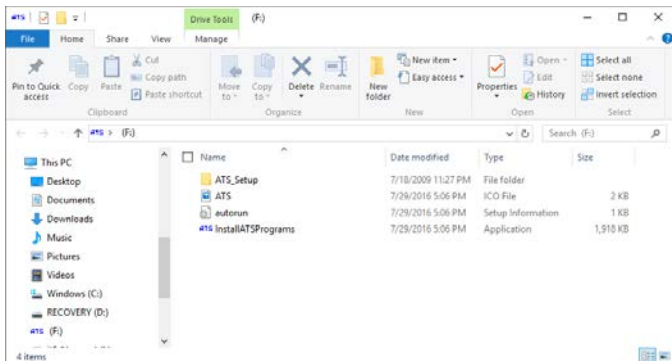 ATS
Drive Tools
(F:)
File
Home
Share
View
Manage
Pin to Quick access
Copy
Paste
Cut
Copy path
Paste shortcut
Clipboard
Move to
Copy to
Delete
Rename
Organize
New folder
New item
Easy access
New
Properties
Open
Edit
History
Open
Select all
Select none
Invert selection
Select
ATS > (F:)
Search (F:)
This PC
Desktop
Documents
Downloads
Music
Pictures
Videos
Windows (C:)
RECOVERY (D:)
ATS (F:)
Name Date modified Type Size
ATS_Setup 7/18/2009 11:27 PM File folder
ATS 7/29/2016 5:06 PM ICO File 2 KB
autorun 7/29/2016 5:06 PM Setup Information 1 KB
ATS InstallATSPrograms 7/29/2016 5:06 PM Application 1,918 KB
4 items